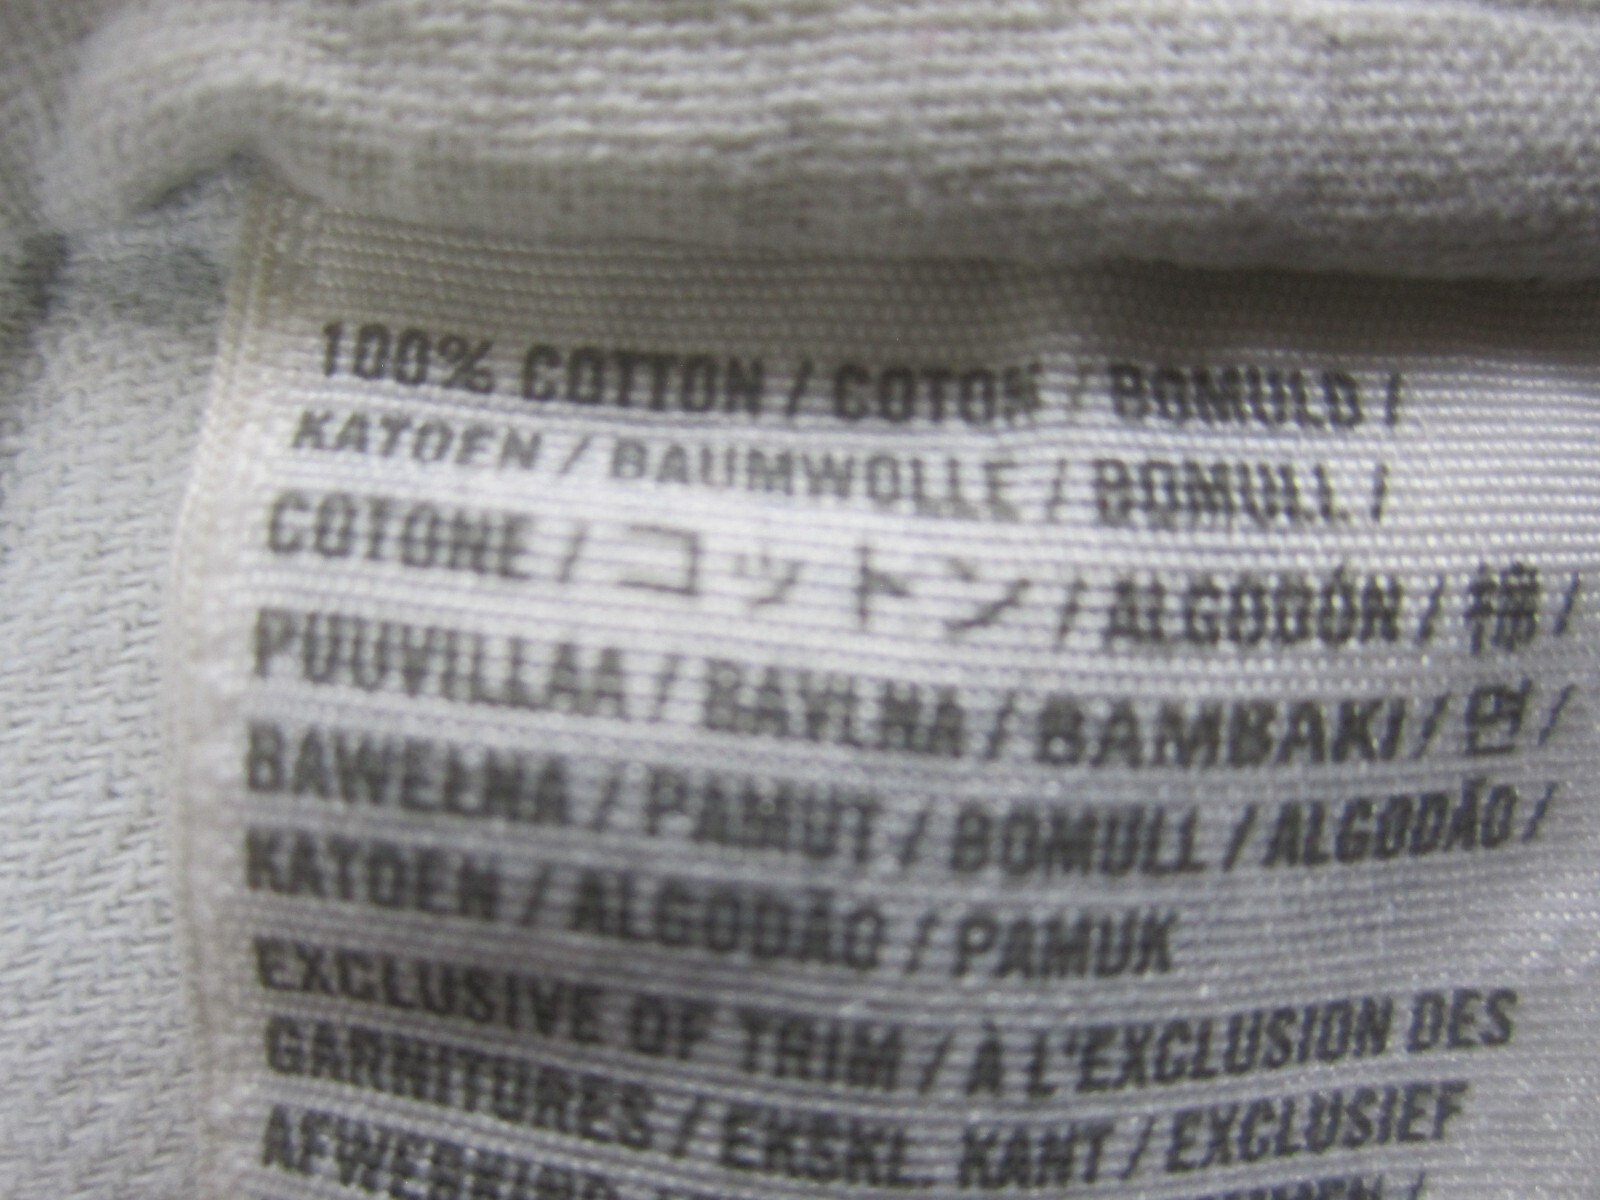 100% COTTON / COTON / BOMULD /
KATOEN / BAUMWOLLE / BOMULL /
COTONE / コットン / ALGODÓN / 棉 /
PUUVILLAA / BAVLNA / BAMBAKI / 면 /
BAWEŁNA / PAMUT / BOMULL / ALGODÃO /
KATOEN / ALGODÃO / PAMUK
EXCLUSIVE OF TRIM / À L'EXCLUSION DES
GARNITURES / EKSKL. KANT / EXCLUSIEF